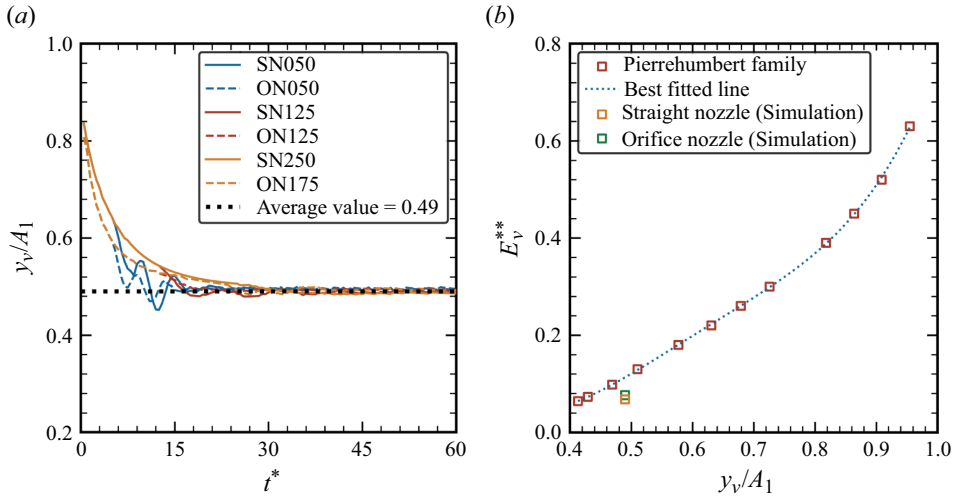 (a)
1.0
0.8
0.6
0.4
0.2
y_v/A_1
SN050
ON050
SN125
ON125
SN250
ON175
Average value = 0.49
0 15 30 45 60
t^*
(b)
0.8
0.6
0.4
0.2
0.0
E_v^{**}
Pierrehumbert family
Best fitted line
Straight nozzle (Simulation)
Orifice nozzle (Simulation)
0.4 0.5 0.6 0.7 0.8 0.9 1.0
y_v/A_1